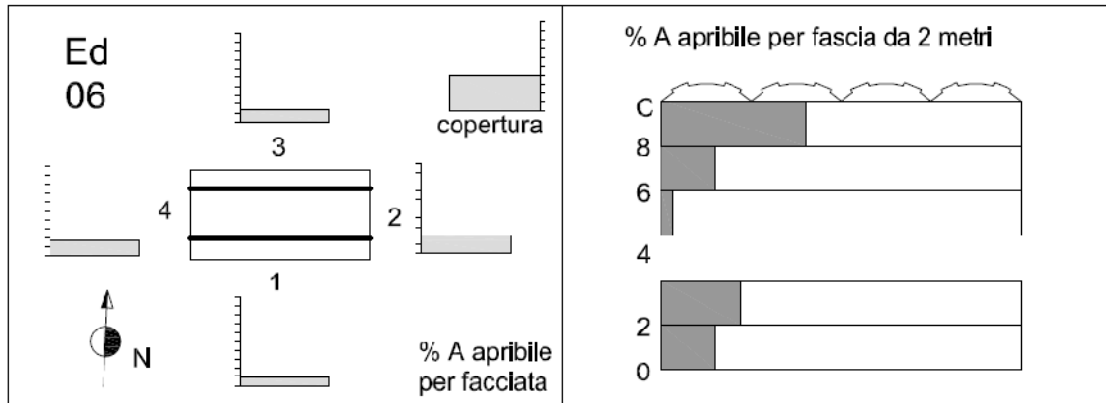 Ed
06
copertura
3
4
2
1
N
% A apribile
per facciata
% A apribile per fascia da 2 metri
C
8
6
4
2
0